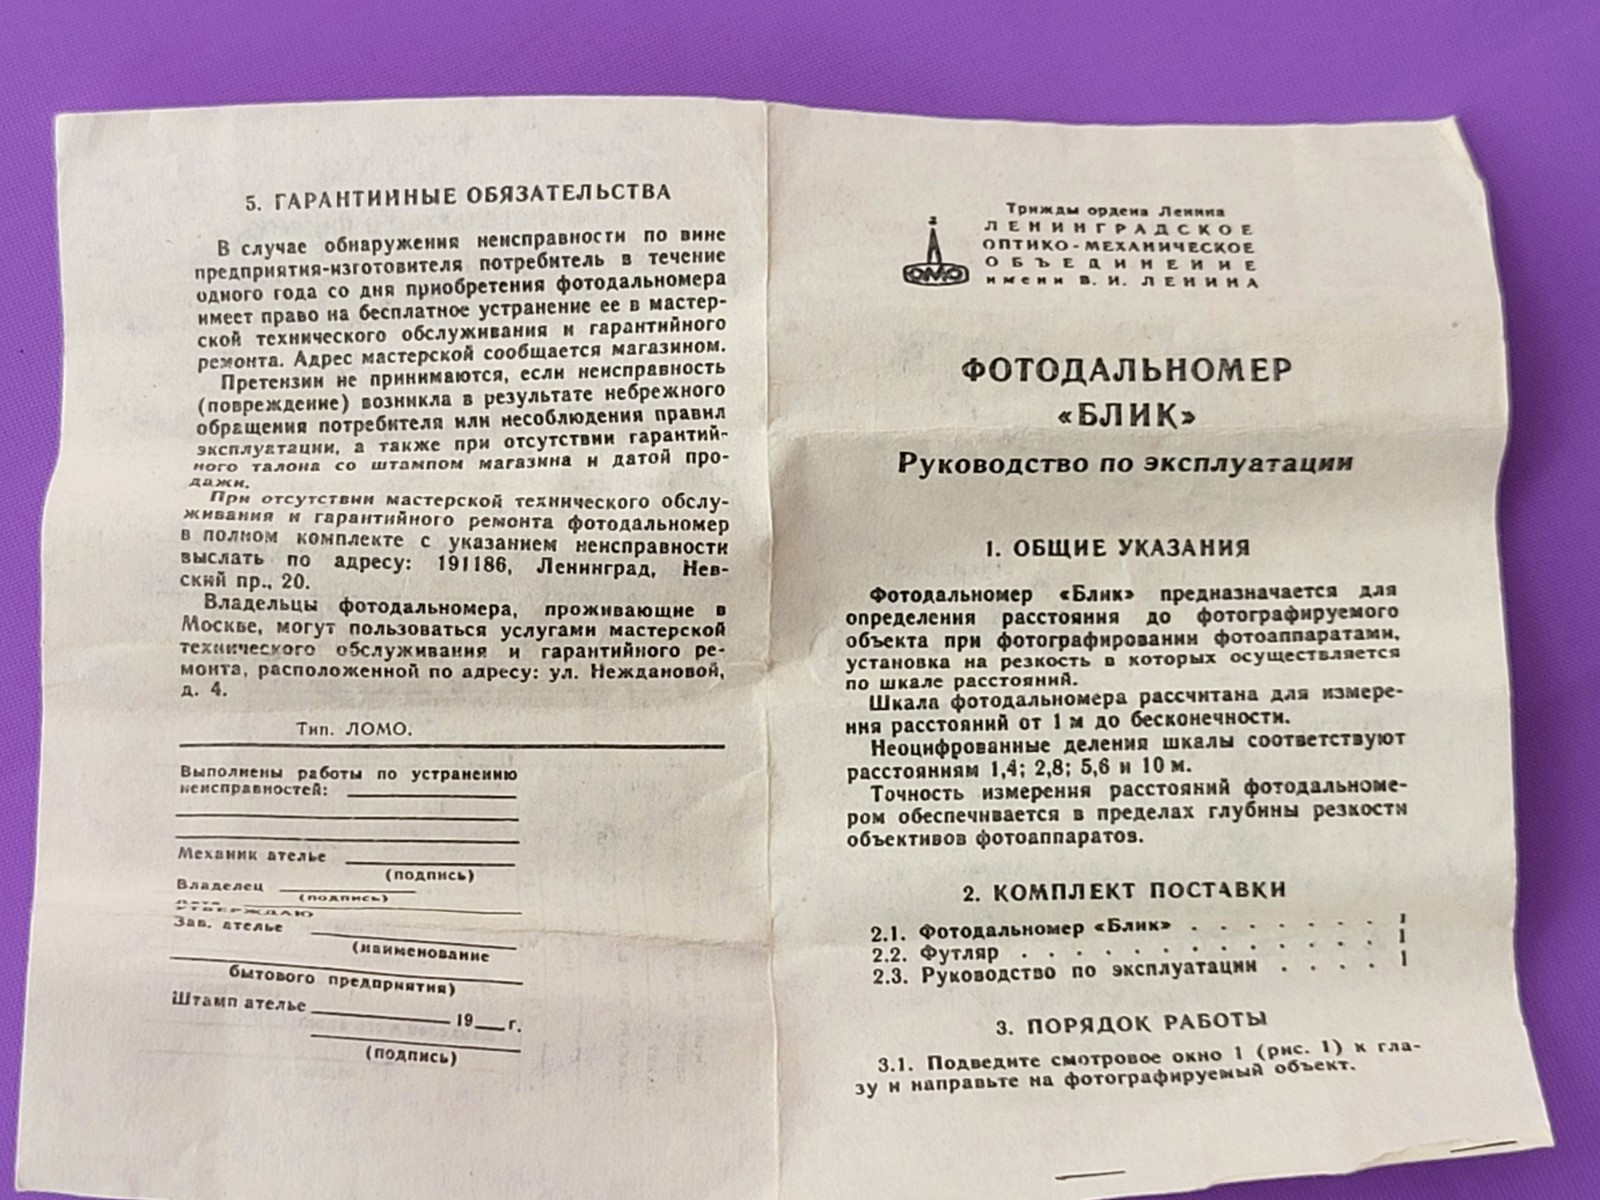 5. ГАРАНТИЙНЫЕ ОБЯЗАТЕЛЬСТВА
В случае обнаружения неисправности по вине
предприятия-изготовителя потребитель в течение
одного года со дня приобретения фотодальномера
имеет право на бесплатное устранение ее в мастер-
ской технического обслуживания и гарантийного
ремонта. Адрес мастерской сообщается магазином.
Претензии не принимаются, если неисправность
(повреждение) возникла в результате небрежного
обращения потребителя или несоблюдения правил
эксплуатации, а также при отсутствии гарантий-
ного талона со штампом магазина и датой про-
дажи.
При отсутствии мастерской технического обслу-
живания и гарантийного ремонта фотодальномер
в полном комплекте с указанием неисправности
выслать по адресу: 191186, Ленинград, Нев-
ский пр., 20.
Владельцы фотодальномера, проживающие в
Москве, могут пользоваться услугами мастерской
технического обслуживания и гарантийного ре-
монта, расположенной по адресу: ул. Неждановой,
д. 4.
Тип. ЛОМО.
Выполнены работы по устранению
неисправностей:
Механик ателье
(подпись)
Владелец
(подпись)
Дата
УТВЕРЖДАЮ
Зав. ателье
(наименование
бытового предприятия)
Штамп ателье 19 г.
(подпись)
Трижды ордена Ленина
ЛЕНИНГРАДСКОЕ
ОПТИКО-МЕХАНИЧЕСКОЕ
ОБЪЕДИНЕНИЕ
имени В. И. ЛЕНИНА
ЛОМО
ФОТОДАЛЬНОМЕР
«БЛИК»
Руководство по эксплуатации
1. ОБЩИЕ УКАЗАНИЯ
Фотодальномер «Блик» предназначается для
определения расстояния до фотографируемого
объекта при фотографировании фотоаппаратами,
установка на резкость в которых осуществляется
по шкале расстояний.
Шкала фотодальномера рассчитана для измере-
ния расстояний от 1 м до бесконечности.
Неоцифрованные деления шкалы соответствуют
расстояниям 1,4; 2,8; 5,6 и 10 м.
Точность измерения расстояний фотодальноме-
ром обеспечивается в пределах глубины резкости
объективов фотоаппаратов.
2. КОМПЛЕКТ ПОСТАВКИ
2.1. Фотодальномер «Блик» . . . . . . . 1
2.2. Футляр . . . . . . . . . . . . . 1
2.3. Руководство по эксплуатации . . . . 1
3. ПОРЯДОК РАБОТЫ
3.1. Подведите смотровое окно 1 (рис. 1) к гла-
зу и направьте на фотографируемый объект.